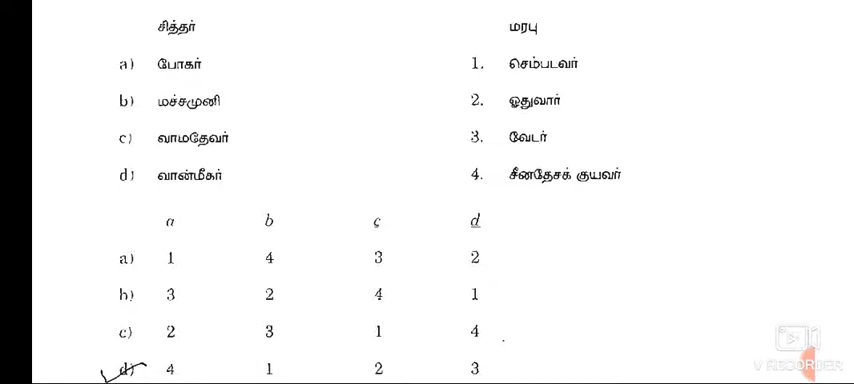 சித்தர் மரபு
a) போகர் 1. செம்படவர்
b) மச்சமுனி 2. ஓதுவார்
c) வாமதேவர் 3. வேடர்
d) வான்மீகர் 4. சீனதேசக் குயவர்
a b c d
a) 1 4 3 2
b) 3 2 4 1
c) 2 3 1 4
d) 4 1 2 3
V RECORDER